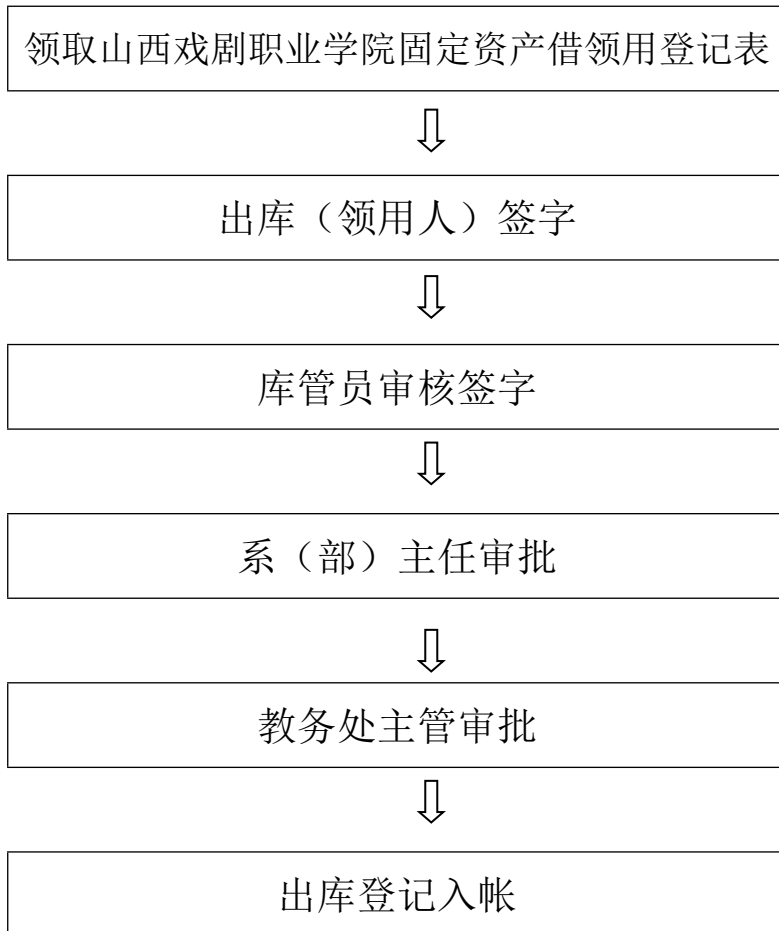 领取山西戏剧职业学院固定资产借领用登记表
出库（领用人）签字
库管员审核签字
系（部）主任审批
教务处主管审批
出库登记入帐